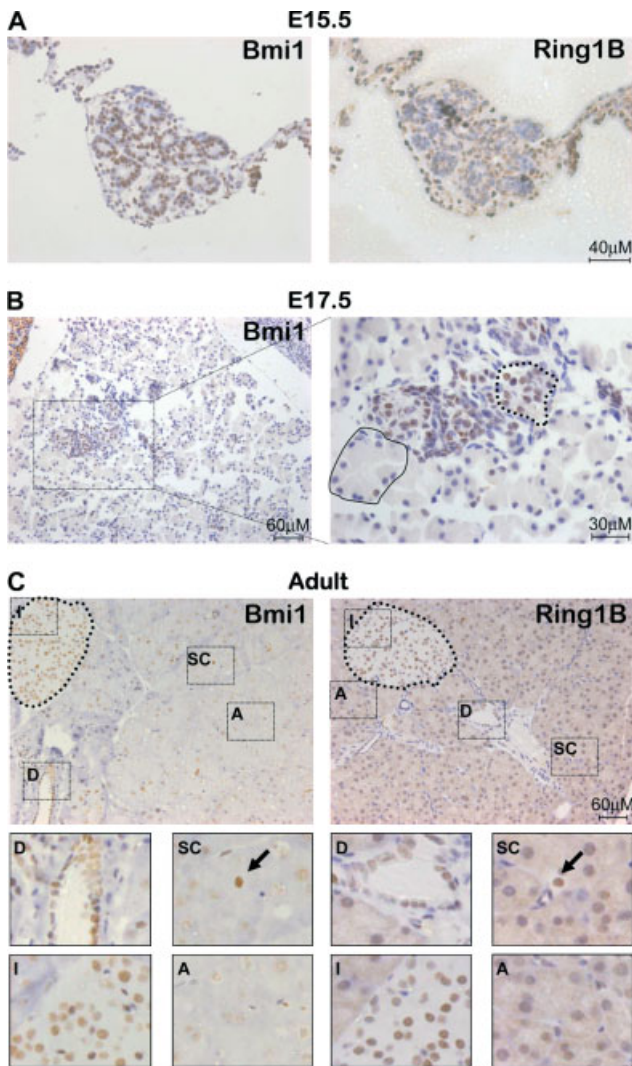 A E15.5
Bmi1 Ring1B
40µM
B E17.5
Bmi1
60µM 30µM
C Adult
I Bmi1 I Ring1B
SC
A A
D D
SC
60µM
D SC D SC
I A I A